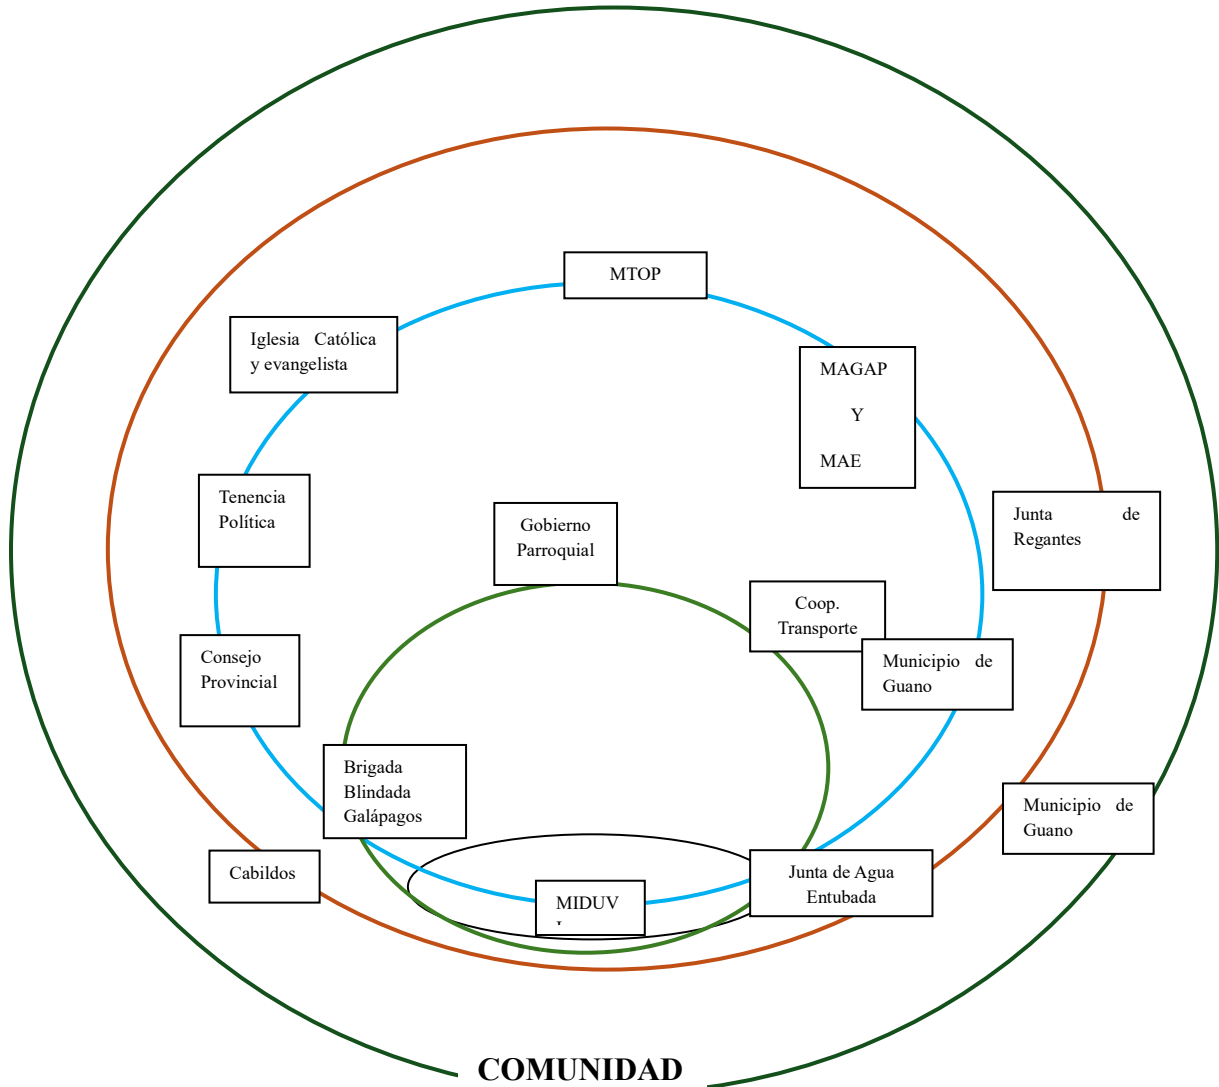 MTOP
Iglesia Católica
y evangelista
MAGAP
Y
MAE
Tenencia
Política
Junta de
Regantes
Gobierno
Parroquial
Coop.
Transporte
Consejo
Provincial
Municipio de
Guano
Brigada
Blindada
Galápagos
Municipio de
Guano
Cabildos
Junta de Agua
Entubada
MIDUV
COMUNIDAD